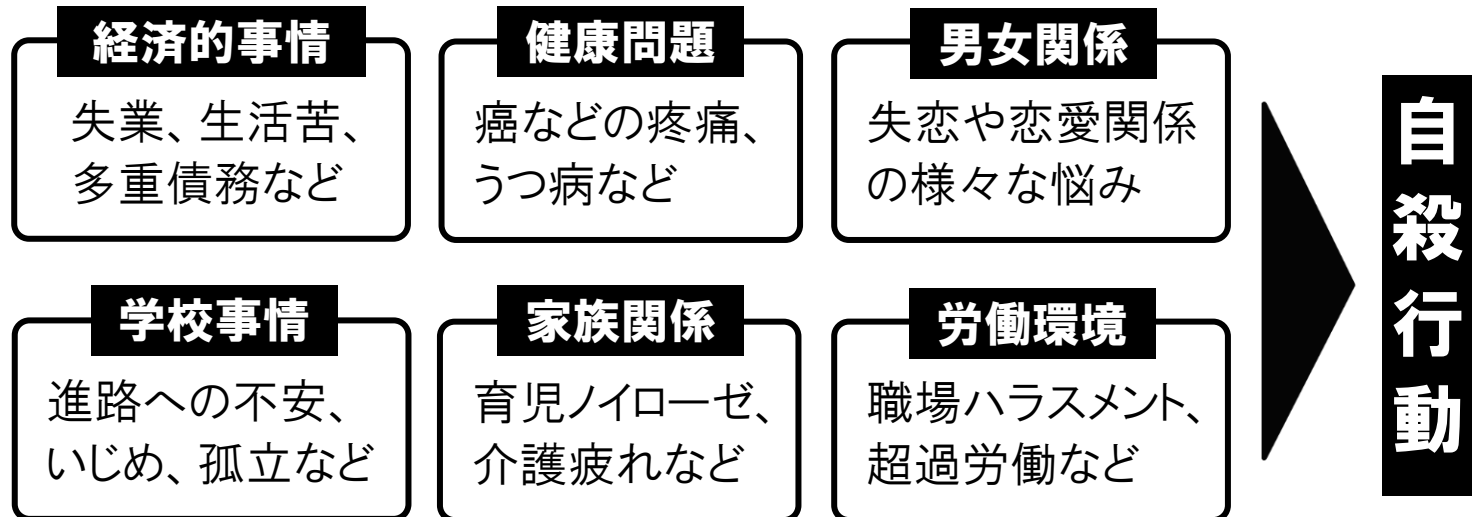 経済的事情
失業、生活苦、
多重債務など
健康問題
癌などの疼痛、
うつ病など
男女関係
失恋や恋愛関係
の様々な悩み
学校事情
進路への不安、
いじめ、孤立など
家族関係
育児ノイローゼ、
介護疲れなど
労働環境
職場ハラスメント、
超過労働など
自殺行動